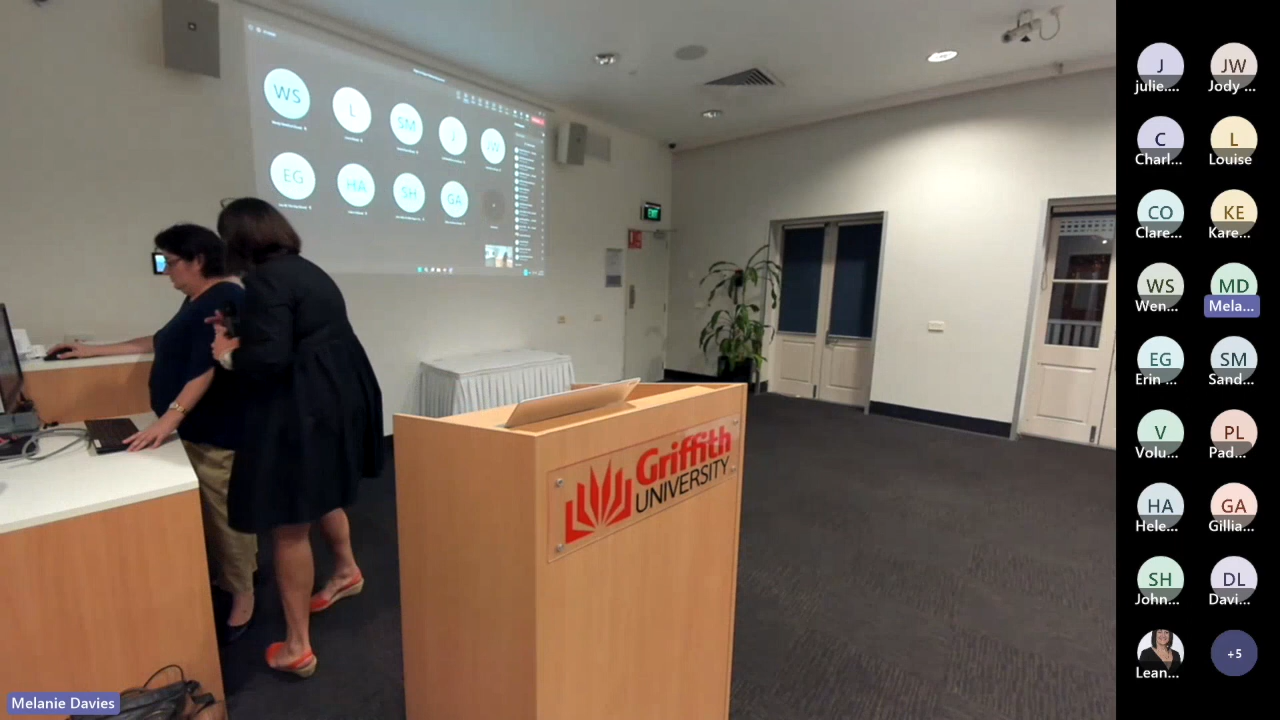 WS
L
SM
J
JW
EG
HA
SH
GA
EXIT
Griffith
UNIVERSITY
Melanie Davies
J
julie....
JW
Jody ...
C
Charl...
L
Louise
CO
Clare...
KE
Kare...
WS
Wen...
MD
Mela...
EG
Erin ...
SM
Sand...
V
Volu...
PL
Pad...
HA
Hele...
GA
Gillia...
SH
John...
DL
Davi...
Lean...
+5